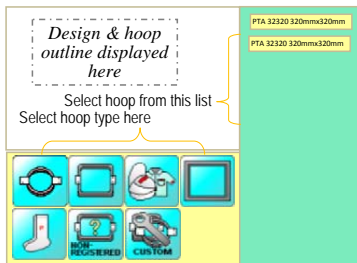 Design & hoop
outline displayed
here
PTA 32320 320mmx320mm
PTA 32320 320mmx320mm
Select hoop from this list
Select hoop type here
?
NON-
REGISTERED
CUSTOM